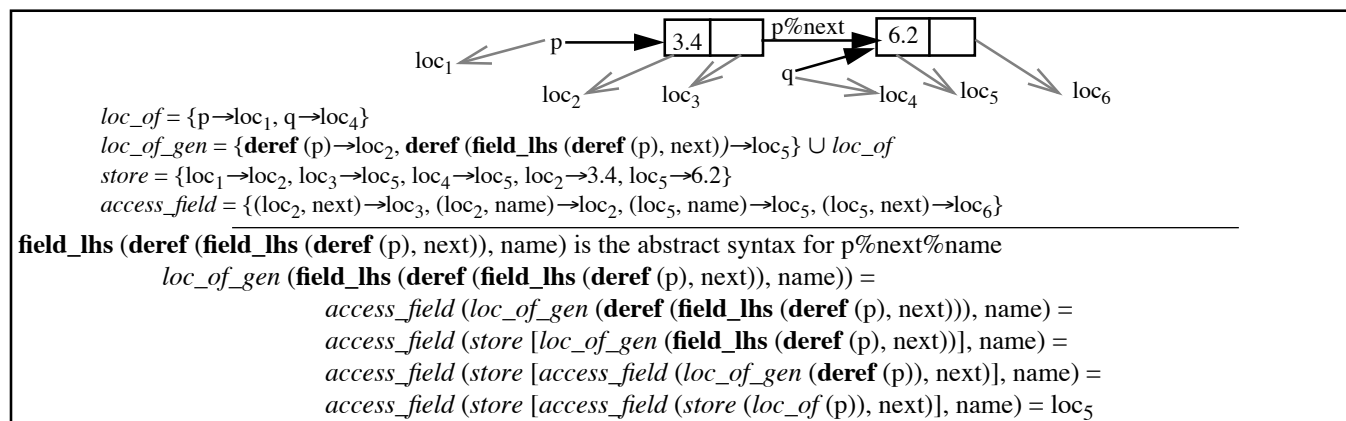 p 3.4 p%next 6.2
loc₁ q
loc₂ loc₃ loc₄ loc₅ loc₆
loc_of = {p→loc₁, q→loc₄}
loc_of_gen = {deref (p)→loc₂, deref (field_lhs (deref (p), next))→loc₅} ∪ loc_of
store = {loc₁→loc₂, loc₃→loc₅, loc₄→loc₅, loc₂→3.4, loc₅→6.2}
access_field = {(loc₂, next)→loc₃, (loc₂, name)→loc₂, (loc₅, name)→loc₅, (loc₅, next)→loc₆}
field_lhs (deref (field_lhs (deref (p), next)), name) is the abstract syntax for p%next%name
loc_of_gen (field_lhs (deref (field_lhs (deref (p), next)), name)) =
access_field (loc_of_gen (deref (field_lhs (deref (p), next))), name) =
access_field (store [loc_of_gen (field_lhs (deref (p), next))], name) =
access_field (store [access_field (loc_of_gen (deref (p)), next)], name) =
access_field (store [access_field (store (loc_of (p)), next)], name) = loc₅